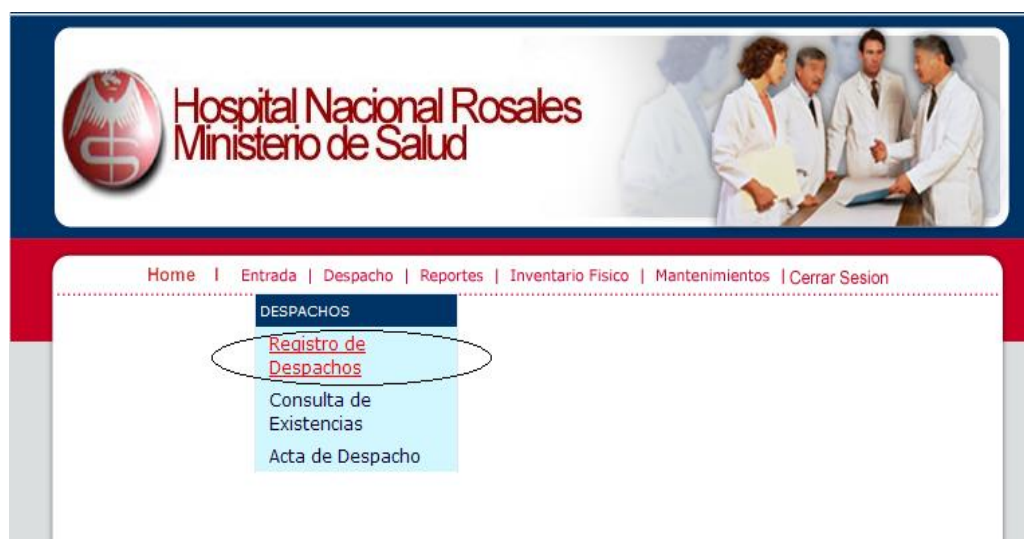 Hospital Nacional Rosales
Ministerio de Salud
Home | Entrada | Despacho | Reportes | Inventario Fisico | Mantenimientos | Cerrar Sesion
DESPACHOS
Registro de
Despachos
Consulta de
Existencias
Acta de Despacho